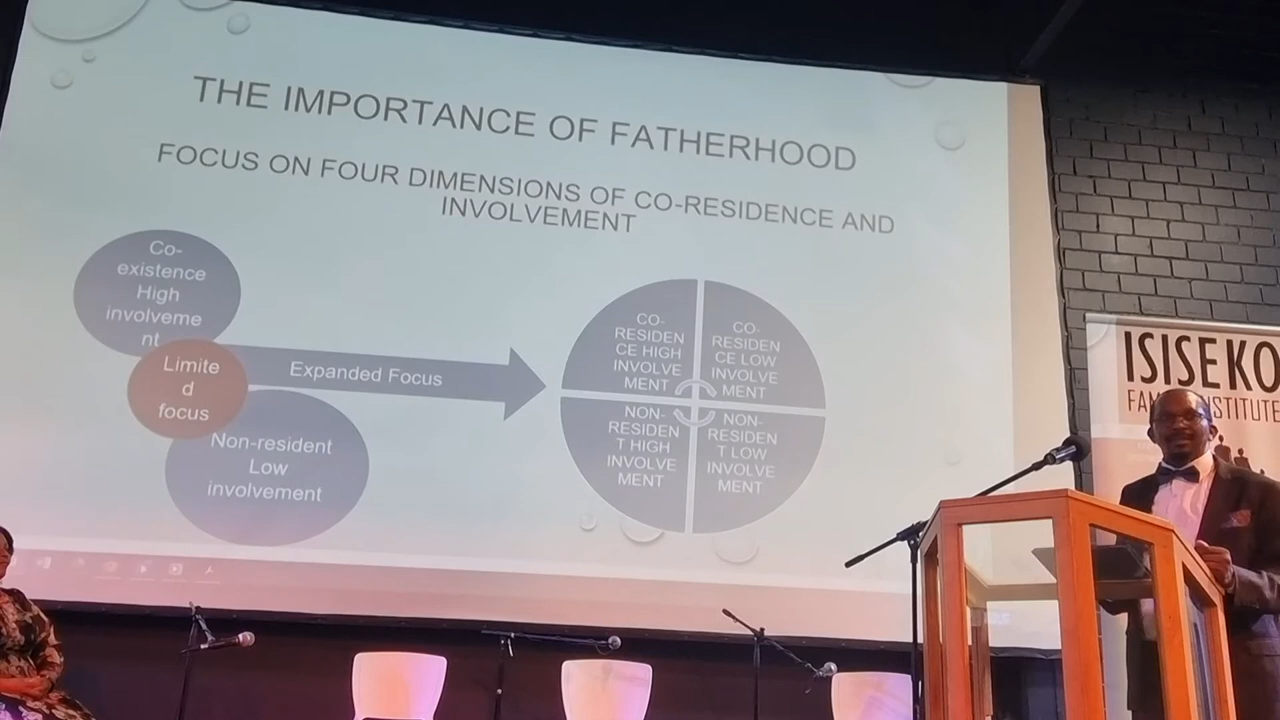 THE IMPORTANCE OF FATHERHOOD
FOCUS ON FOUR DIMENSIONS OF CO-RESIDENCE AND
INVOLVEMENT
Co-
existence
High
involveme
nt
Limite
d
focus
Non-resident
Low
involvement
Expanded Focus
CO-
RESIDEN
CE HIGH
INVOLVE
MENT
CO-
RESIDEN
CE LOW
INVOLVE
MENT
NON-
RESIDEN
T HIGH
INVOLVE
MENT
NON-
RESIDEN
T LOW
INVOLVE
MENT
ISISEKO